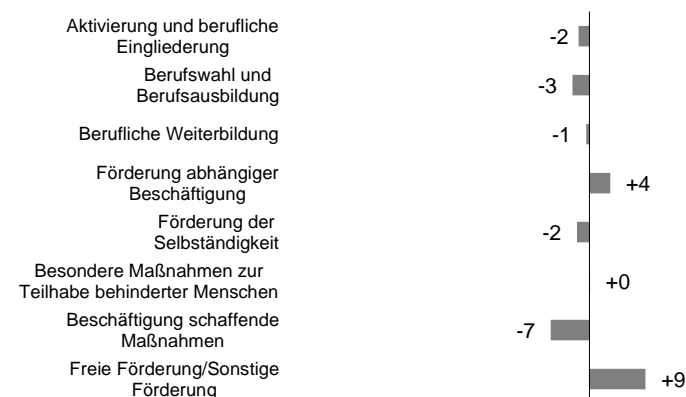 Aktivierung und berufliche
Eingliederung
-2
Berufswahl und
Berufsausbildung
-3
Berufliche Weiterbildung
-1
Förderung abhängiger
Beschäftigung
+4
Förderung der
Selbständigkeit
-2
Besondere Maßnahmen zur
Teilhabe behinderter Menschen
+0
Beschäftigung schaffende
Maßnahmen
-7
Freie Förderung/Sonstige
Förderung
+9